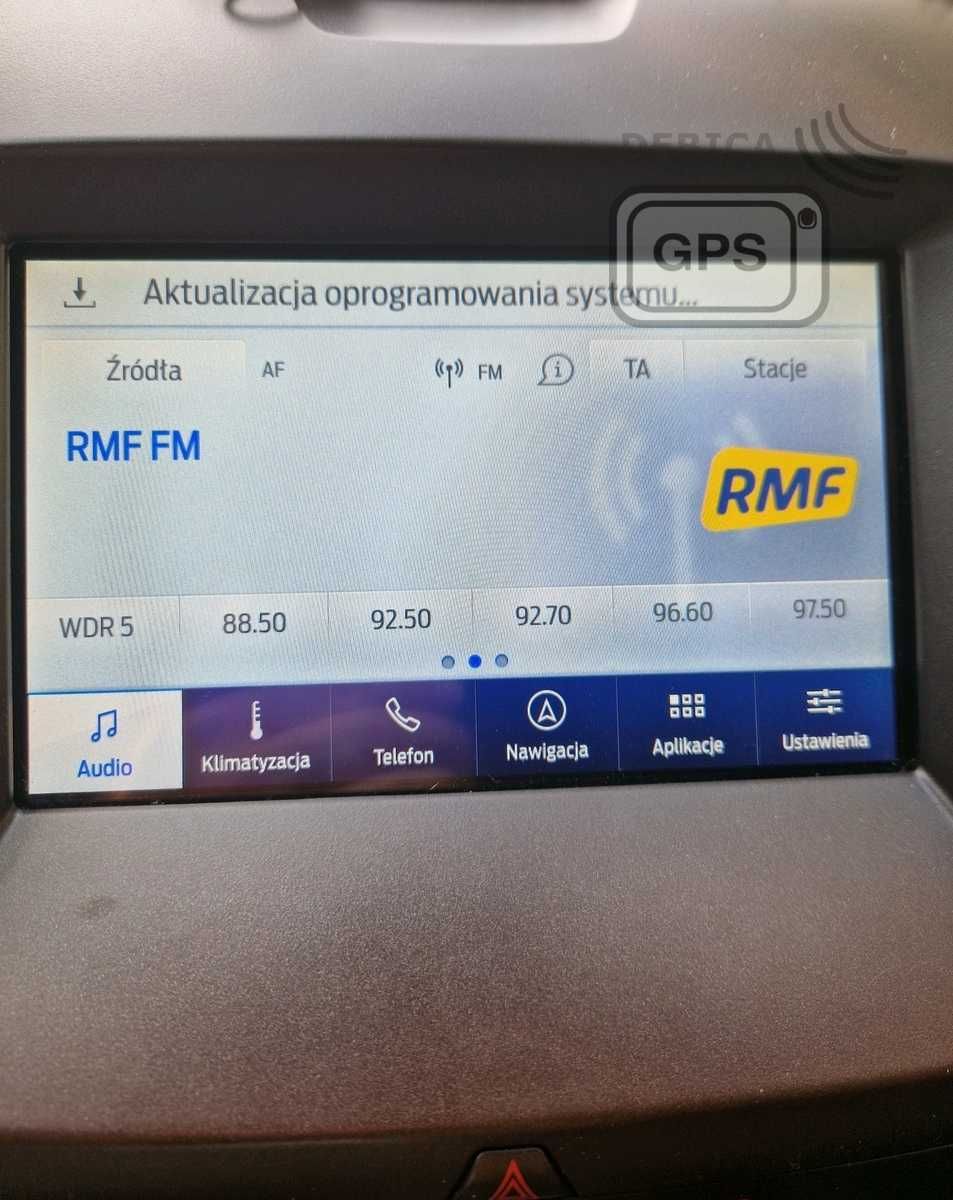 DEBICA
GPS
Aktualizacja oprogramowania systemu...
Źródła AF FM i TA Stacje
RMF FM
RMF
WDR 5 88.50 92.50 92.70 96.60 97.50
Audio Klimatyzacja Telefon Nawigacja Aplikacje Ustawienia